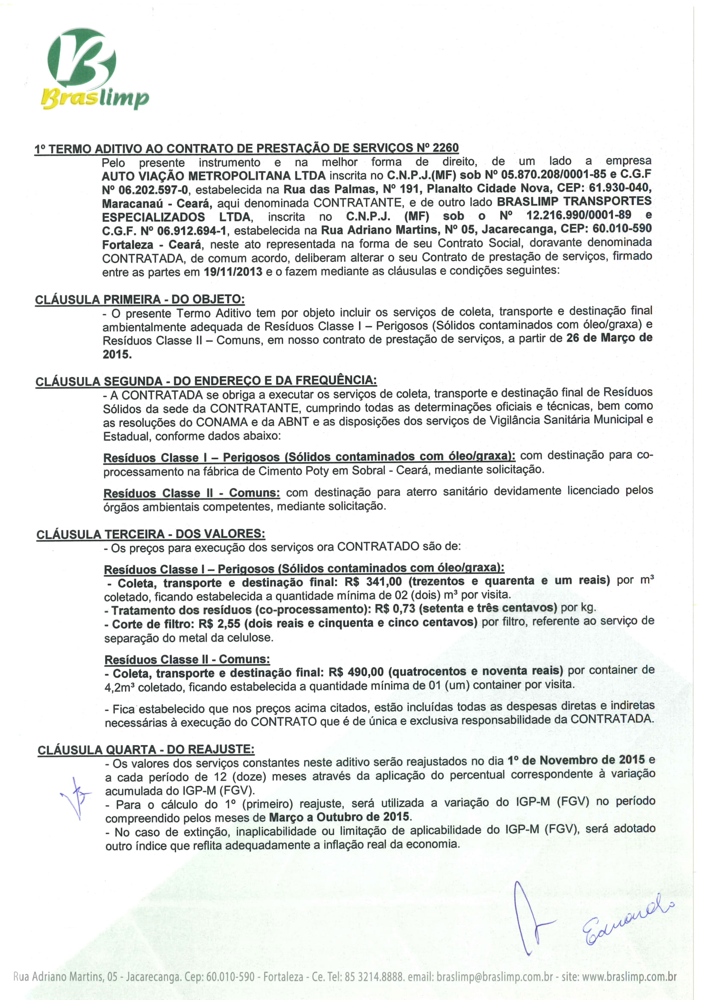 Braslimp
1º TERMO ADITIVO AO CONTRATO DE PRESTAÇÃO DE SERVIÇOS Nº 2260
Pelo presente instrumento e na melhor forma de direito, de um lado a empresa
AUTO VIAÇÃO METROPOLITANA LTDA inscrita no C.N.P.J.(MF) sob Nº 05.870.208/0001-85 e C.G.F
Nº 06.202.597-0, estabelecida na Rua das Palmas, Nº 191, Planalto Cidade Nova, CEP: 61.930-040,
Maracanaú - Ceará, aqui denominada CONTRATANTE, e de outro lado BRASLIMP TRANSPORTES
ESPECIALIZADOS LTDA, inscrita no C.N.P.J. (MF) sob o Nº 12.216.990/0001-89 e
C.G.F. Nº 06.912.694-1, estabelecida na Rua Adriano Martins, Nº 05, Jacarecanga, CEP: 60.010-590
Fortaleza - Ceará, neste ato representada na forma de seu Contrato Social, doravante denominada
CONTRATADA, de comum acordo, deliberam alterar o seu Contrato de prestação de serviços, firmado
entre as partes em 19/11/2013 e o fazem mediante as cláusulas e condições seguintes:
CLÁUSULA PRIMEIRA - DO OBJETO:
- O presente Termo Aditivo tem por objeto incluir os serviços de coleta, transporte e destinação final
ambientalmente adequada de Resíduos Classe I – Perigosos (Sólidos contaminados com óleo/graxa) e
Resíduos Classe II – Comuns, em nosso contrato de prestação de serviços, a partir de 26 de Março de
2015.
CLÁUSULA SEGUNDA - DO ENDEREÇO E DA FREQUÊNCIA:
- A CONTRATADA se obriga a executar os serviços de coleta, transporte e destinação final de Resíduos
Sólidos da sede da CONTRATANTE, cumprindo todas as determinações oficiais e técnicas, bem como
as resoluções do CONAMA e da ABNT e as disposições dos serviços de Vigilância Sanitária Municipal e
Estadual, conforme dados abaixo:
Resíduos Classe I – Perigosos (Sólidos contaminados com óleo/graxa): com destinação para co-
processamento na fábrica de Cimento Poty em Sobral - Ceará, mediante solicitação.
Resíduos Classe II - Comuns: com destinação para aterro sanitário devidamente licenciado pelos
órgãos ambientais competentes, mediante solicitação.
CLÁUSULA TERCEIRA - DOS VALORES:
- Os preços para execução dos serviços ora CONTRATADO são de:
Resíduos Classe I – Perigosos (Sólidos contaminados com óleo/graxa):
- Coleta, transporte e destinação final: R$ 341,00 (trezentos e quarenta e um reais) por m³
coletado, ficando estabelecida a quantidade mínima de 02 (dois) m³ por visita.
- Tratamento dos resíduos (co-processamento): R$ 0,73 (setenta e três centavos) por kg.
- Corte de filtro: R$ 2,55 (dois reais e cinquenta e cinco centavos) por filtro, referente ao serviço de
separação do metal da celulose.
Resíduos Classe II - Comuns:
- Coleta, transporte e destinação final: R$ 490,00 (quatrocentos e noventa reais) por container de
4,2m³ coletado, ficando estabelecida a quantidade mínima de 01 (um) container por visita.
- Fica estabelecido que nos preços acima citados, estão incluídas todas as despesas diretas e indiretas
necessárias à execução do CONTRATO que é de única e exclusiva responsabilidade da CONTRATADA.
CLÁUSULA QUARTA - DO REAJUSTE:
- Os valores dos serviços constantes neste aditivo serão reajustados no dia 1º de Novembro de 2015 e
a cada período de 12 (doze) meses através da aplicação do percentual correspondente à variação
acumulada do IGP-M (FGV).
- Para o cálculo do 1º (primeiro) reajuste, será utilizada a variação do IGP-M (FGV) no período
compreendido pelos meses de Março a Outubro de 2015.
- No caso de extinção, inaplicabilidade ou limitação de aplicabilidade do IGP-M (FGV), será adotado
outro índice que reflita adequadamente a inflação real da economia.
Rua Adriano Martins, 05 - Jacarecanga. Cep: 60.010-590 - Fortaleza - Ce. Tel: 85 3214.8888. email: braslimp@braslimp.com.br - site: www.braslimp.com.br